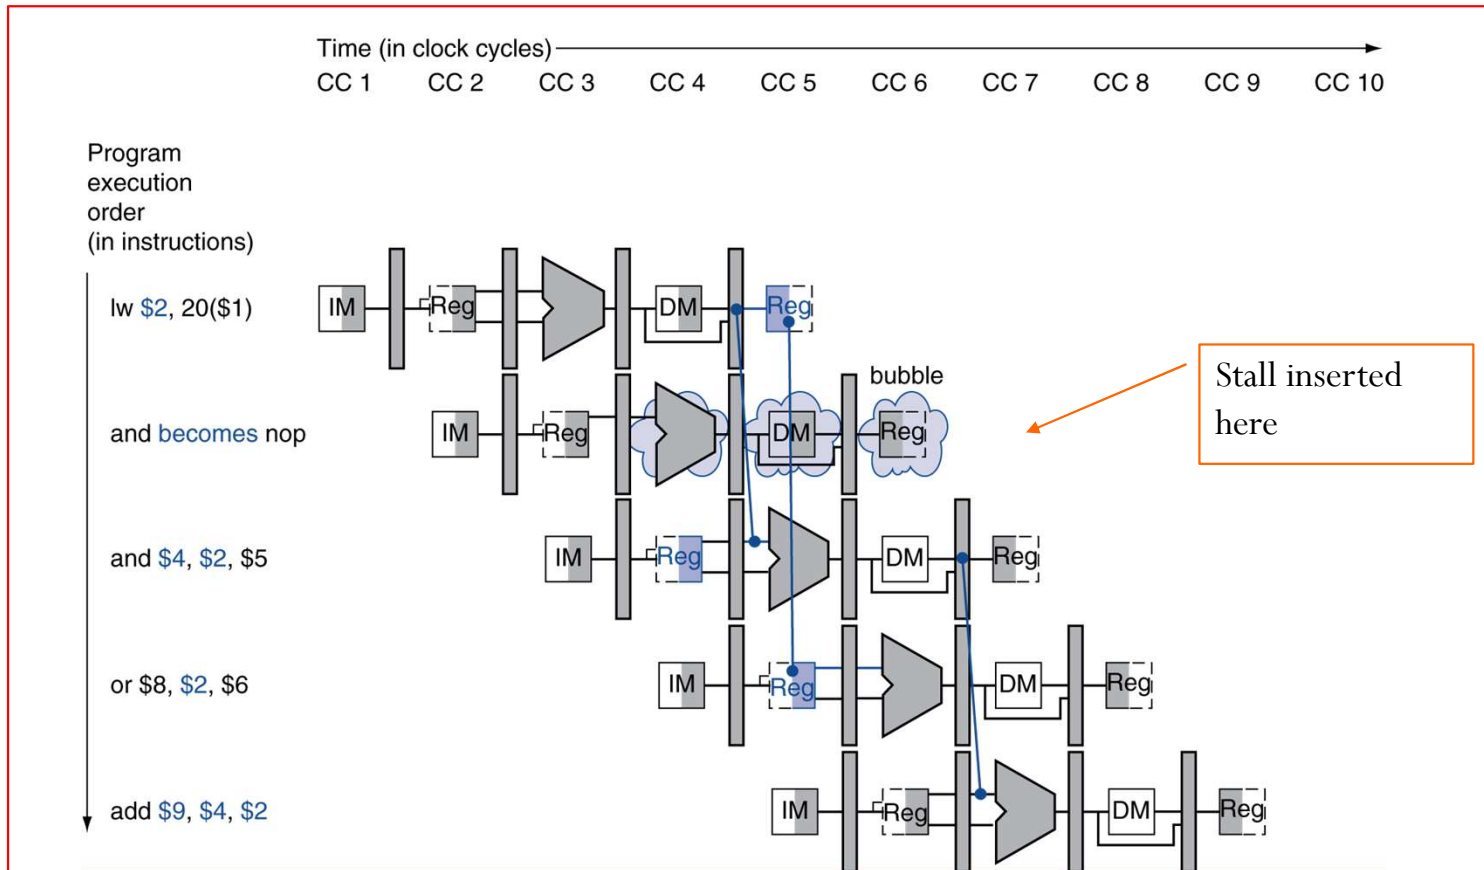 Time (in clock cycles)
CC 1 CC 2 CC 3 CC 4 CC 5 CC 6 CC 7 CC 8 CC 9 CC 10
Program
execution
order
(in instructions)
lw $2, 20($1)
IM Reg DM Reg
Stall inserted
here
bubble
and becomes nop
IM Reg DM Reg
and $4, $2, $5
IM Reg DM Reg
or $8, $2, $6
IM Reg DM Reg
add $9, $4, $2
IM Reg DM Reg